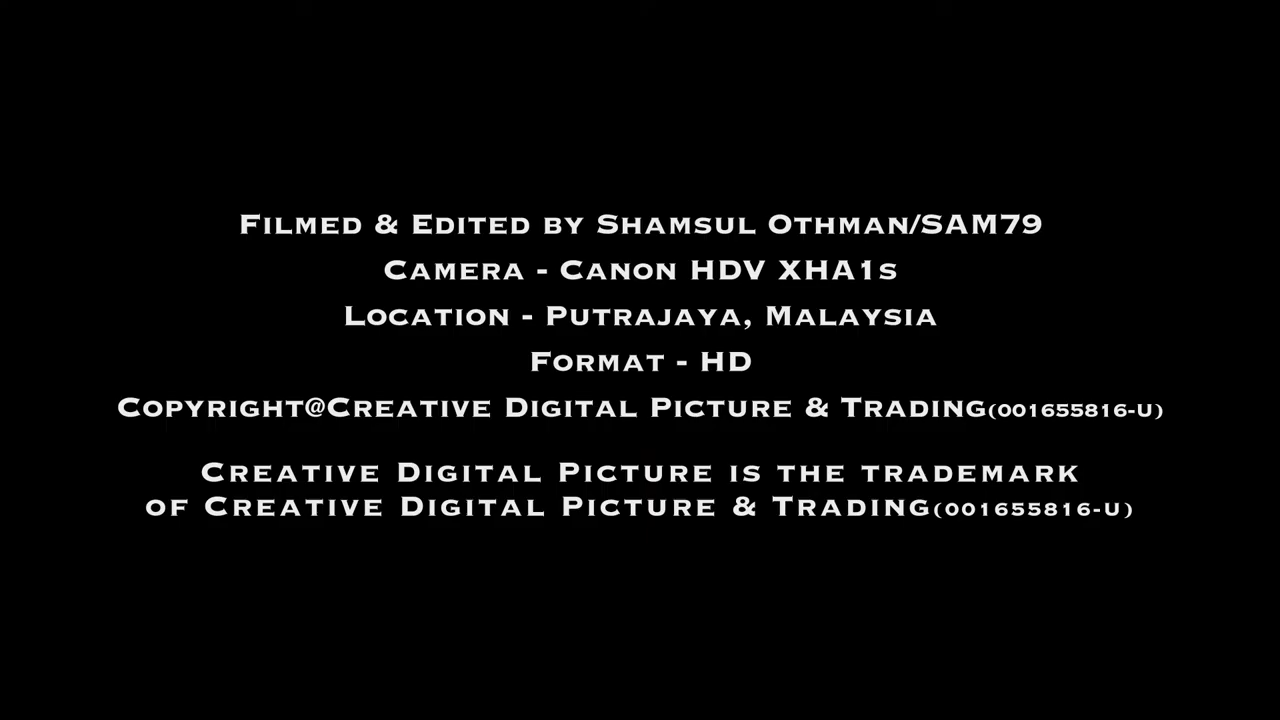 Filmed & Edited by Shamsul Othman/SAM79
Camera - Canon HDV XHA1s
Location - Putrajaya, Malaysia
Format - HD
Copyright@Creative Digital Picture & Trading(001655816-U)
Creative Digital Picture is the trademark
of Creative Digital Picture & Trading(001655816-U)